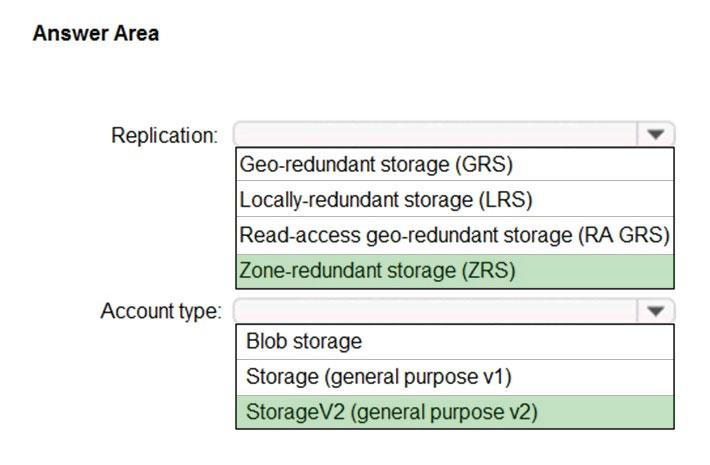 Answer Area
Replication:
Geo-redundant storage (GRS)
Locally-redundant storage (LRS)
Read-access geo-redundant storage (RA GRS)
Zone-redundant storage (ZRS)
Account type:
Blob storage
Storage (general purpose v1)
StorageV2 (general purpose v2)